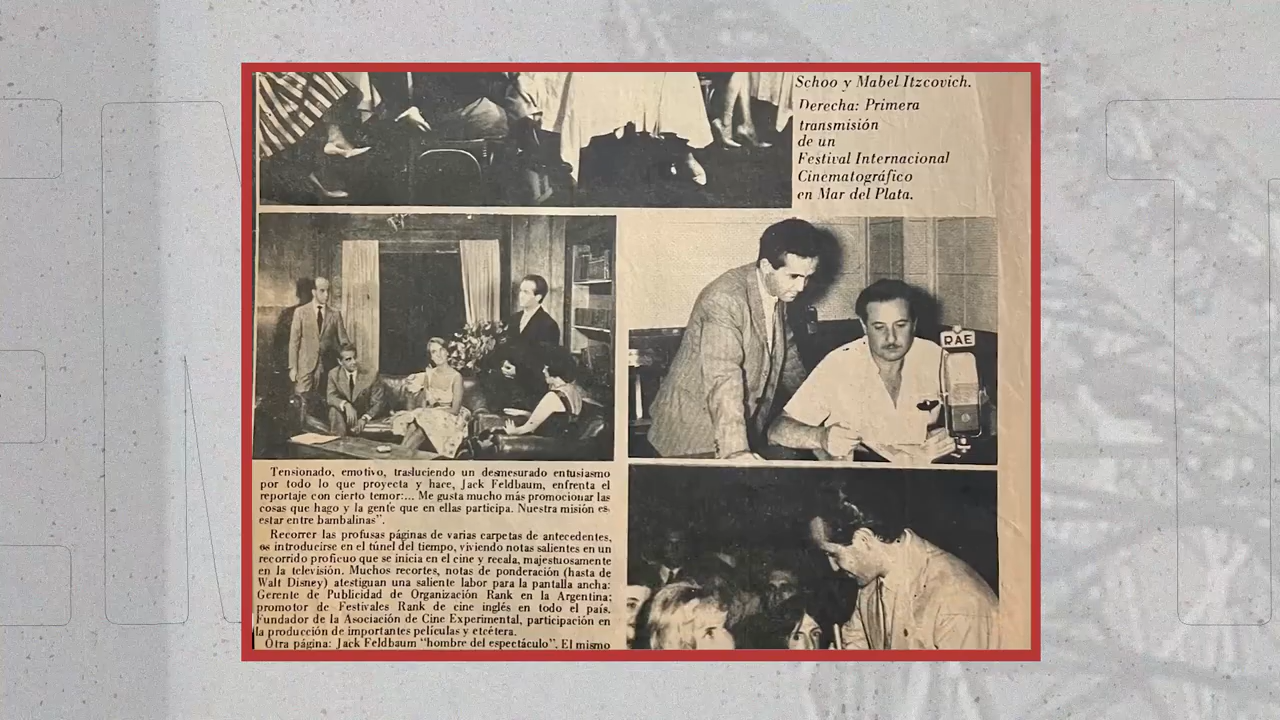 Schoo y Mabel Itzcovich.
Derecha: Primera
transmisión
de un
Festival Internacional
Cinematográfico
en Mar del Plata.
RAE
Tensionado, emotivo, trasluciendo un desmesurado entusiasmo
por todo lo que proyecta y hace, Jack Feldbaum, enfrenta el
reportaje con cierto temor:... Me gusta mucho más promocionar las
cosas que hago y la gente que en ellas participa. Nuestra misión es
estar entre bambalinas”.
Recorrer las profusas páginas de varias carpetas de antecedentes,
es introducirse en el túnel del tiempo, viviendo notas salientes en un
recorrido proficuo que se inicia en el cine y recala, majestuosamente
en la televisión. Muchos recortes, notas de ponderación (hasta de
Walt Disney) atestiguan una saliente labor para la pantalla ancha:
Gerente de Publicidad de Organización Rank en la Argentina;
promotor de Festivales Rank de cine inglés en todo el país.
Fundador de la Asociación de Cine Experimental, participación en
la producción de importantes películas y etcétera.
Otra página: Jack Feldbaum “hombre del espectáculo”. El mismo